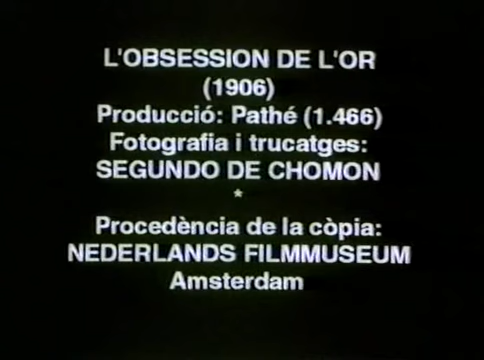 L'OBSESSION DE L'OR
(1906)
Producció: Pathé (1.466)
Fotografia i trucatges:
SEGUNDO DE CHOMON
*
Procedència de la còpia:
NEDERLANDS FILMMUSEUM
Amsterdam